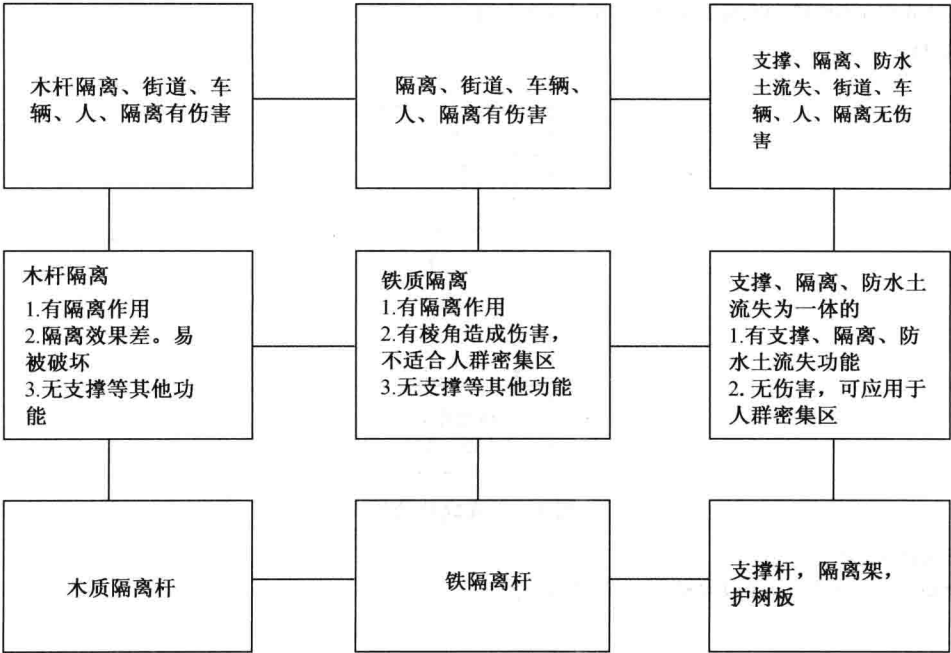 木杆隔离、街道、车
辆、人、隔离有伤害
隔离、街道、车辆、
人、隔离有伤害
支撑、隔离、防水
土流失、街道、车
辆、人、隔离无伤
害
木杆隔离
1.有隔离作用
2.隔离效果差。易
被破坏
3.无支撑等其他功
能
铁质隔离
1.有隔离作用
2.有棱角造成伤害，
不适合人群密集区
3.无支撑等其他功能
支撑、隔离、防水土
流失为一体的
1.有支撑、隔离、防
水土流失功能
2. 无伤害，可应用于
人群密集区
木质隔离杆
铁隔离杆
支撑杆，隔离架，
护树板